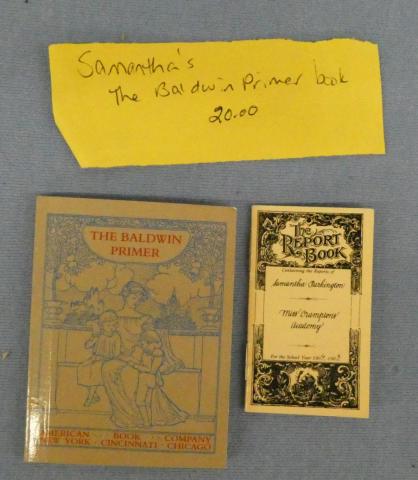 Samantha's
The Baldwin Primer book
20.00
THE BALDWIN
PRIMER
AMERICAN BOOK COMPANY
NEW YORK · CINCINNATI · CHICAGO
The
REPORT
BOOK
Containing the Reports of
Samantha Parkington
Miss Crampton's
Academy
For the School Year